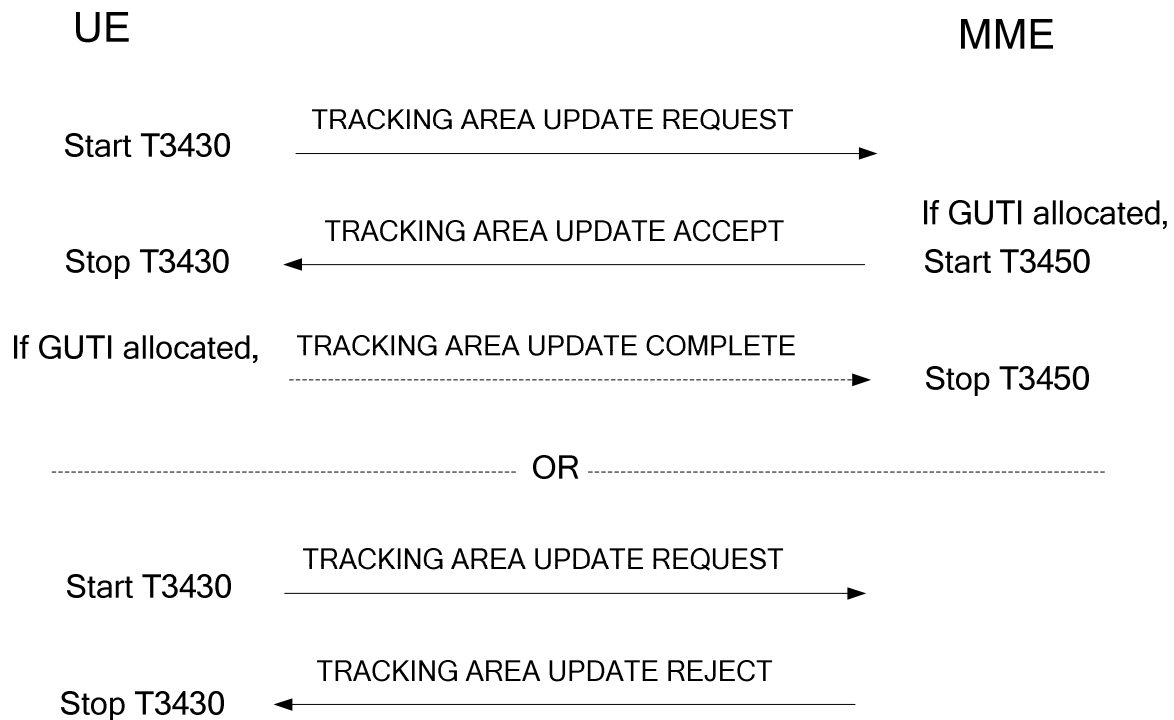 UE
MME
TRACKING AREA UPDATE REQUEST
Start T3430
If GUTI allocated,
TRACKING AREA UPDATE ACCEPT
Stop T3430
Start T3450
If GUTI allocated,
TRACKING AREA UPDATE COMPLETE
Stop T3450
OR
TRACKING AREA UPDATE REQUEST
Start T3430
TRACKING AREA UPDATE REJECT
Stop T3430